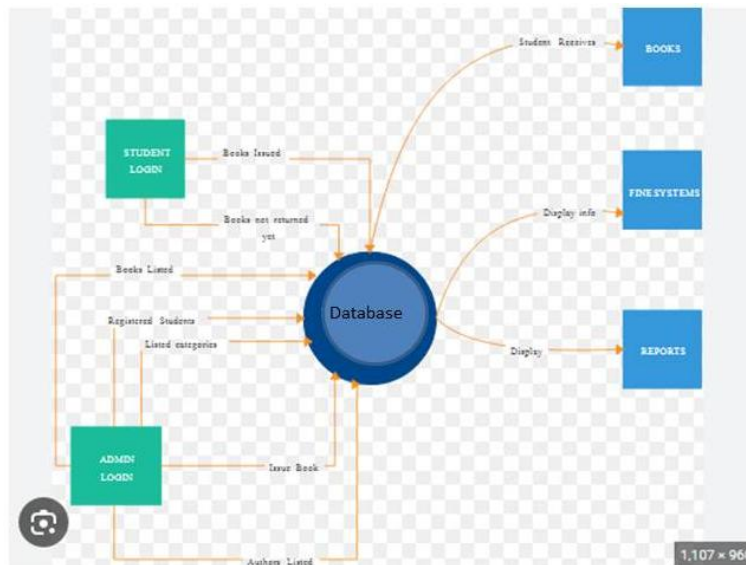 Student Receives
BOOKS
STUDENT
LOGIN
Books Issued
FINE SYSTEMS
Display info
Books not returned
yet
Books Listed
Database
Registered Students
Listed categories
Display
REPORTS
ADMIN
LOGIN
Issue Book
Authors Listed
1,107 × 960